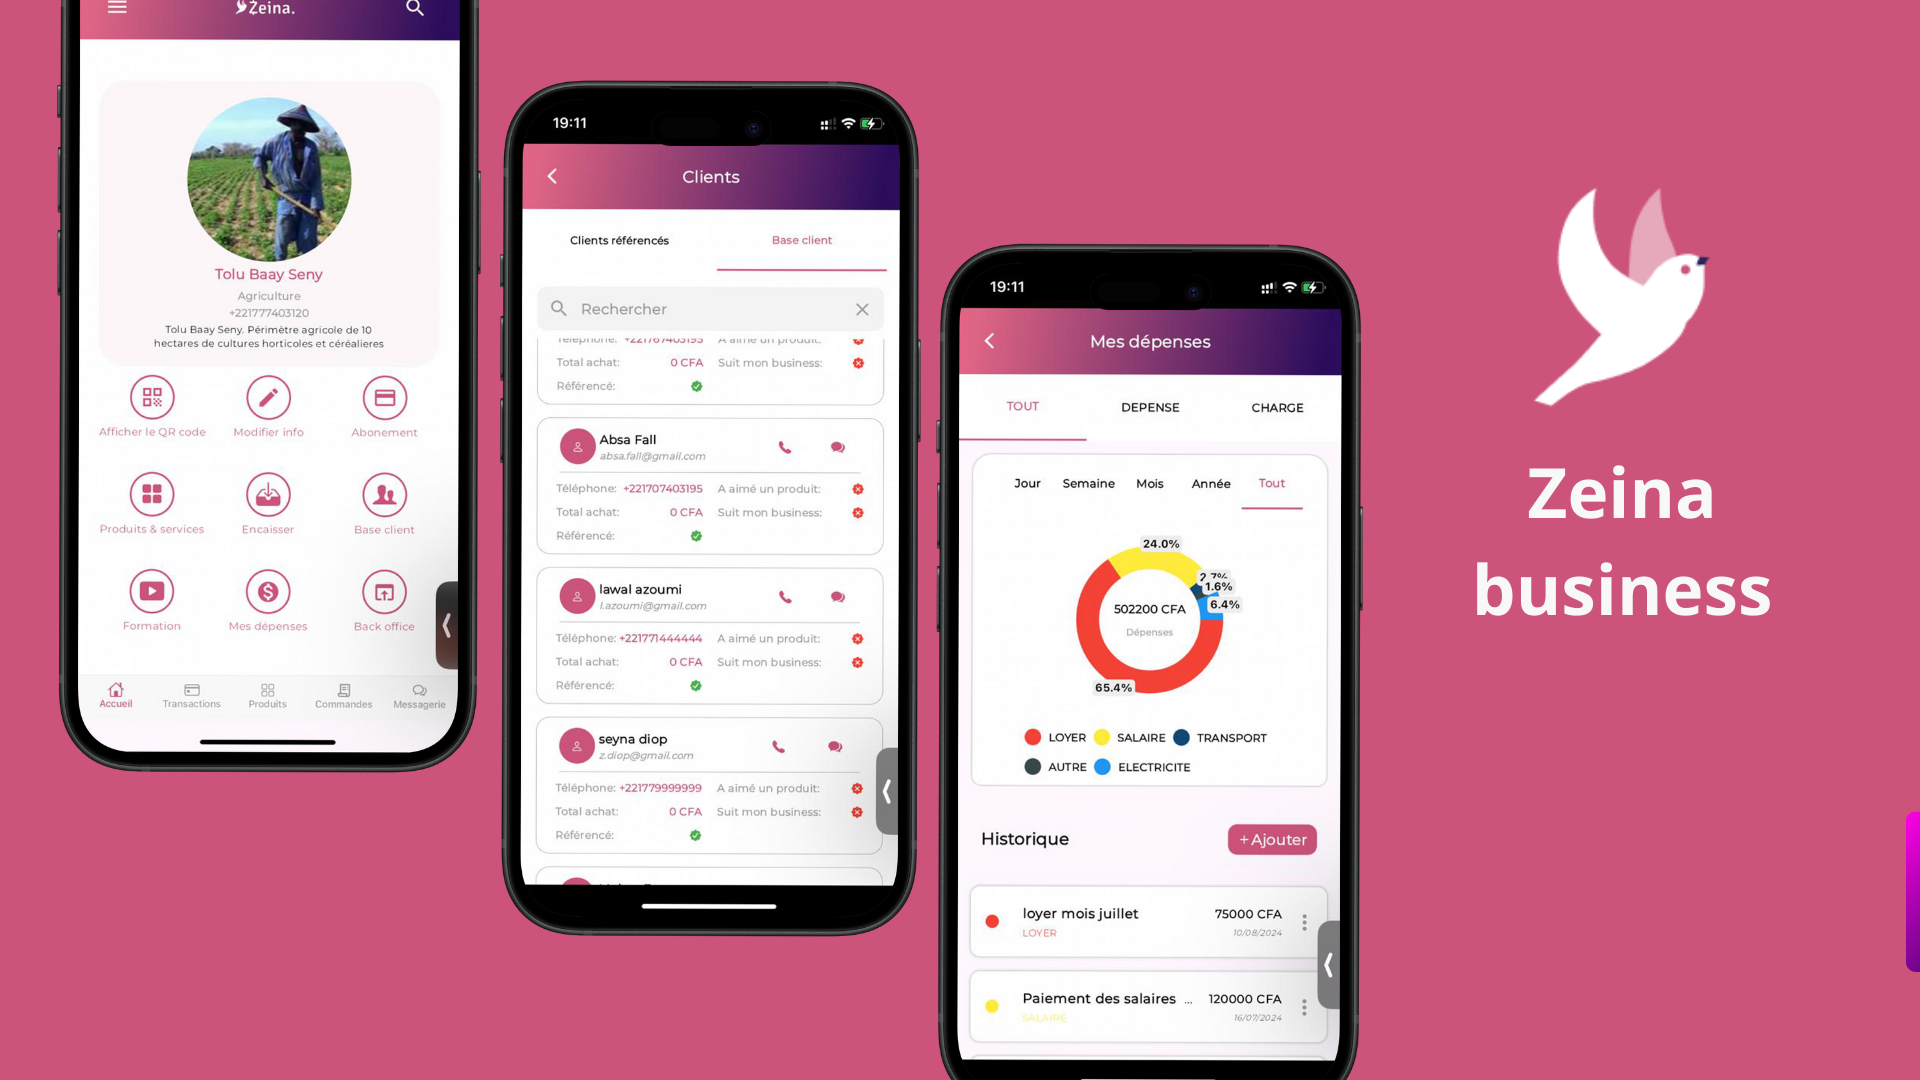 Zeina.
Tolu Baay Seny
Agriculture
+221777403120
Tolu Baay Seny. Périmètre agricole de 10
hectares de cultures horticoles et céréalieres
Afficher le QR code
Modifier info
Abonement
Produits & services
Encaisser
Base client
Formation
Mes dépenses
Back office
Accueil
Transactions
Produits
Commandes
Messagerie
19:11
Clients
Clients référencés
Base client
Rechercher
Téléphone: +221767403195 A aimé un produit:
Total achat: 0 CFA Suit mon business:
Référencé:
Absa Fall
absa.fall@gmail.com
Téléphone: +221707403195 A aimé un produit:
Total achat: 0 CFA Suit mon business:
Référencé:
lawal azoumi
l.azoumi@gmail.com
Téléphone: +221771444444 A aimé un produit:
Total achat: 0 CFA Suit mon business:
Référencé:
seyna diop
z.diop@gmail.com
Téléphone: +221779999999 A aimé un produit:
Total achat: 0 CFA Suit mon business:
Référencé:
19:11
Mes dépenses
TOUT DEPENSE CHARGE
Jour Semaine Mois Année Tout
24.0%
2.7%
1.6%
6.4%
502200 CFA
Dépenses
65.4%
LOYER SALAIRE TRANSPORT
AUTRE ELECTRICITE
Historique
+ Ajouter
loyer mois juillet 75000 CFA
LOYER 10/08/2024
Paiement des salaires ... 120000 CFA
SALAIRE 16/07/2024
Zeina
business